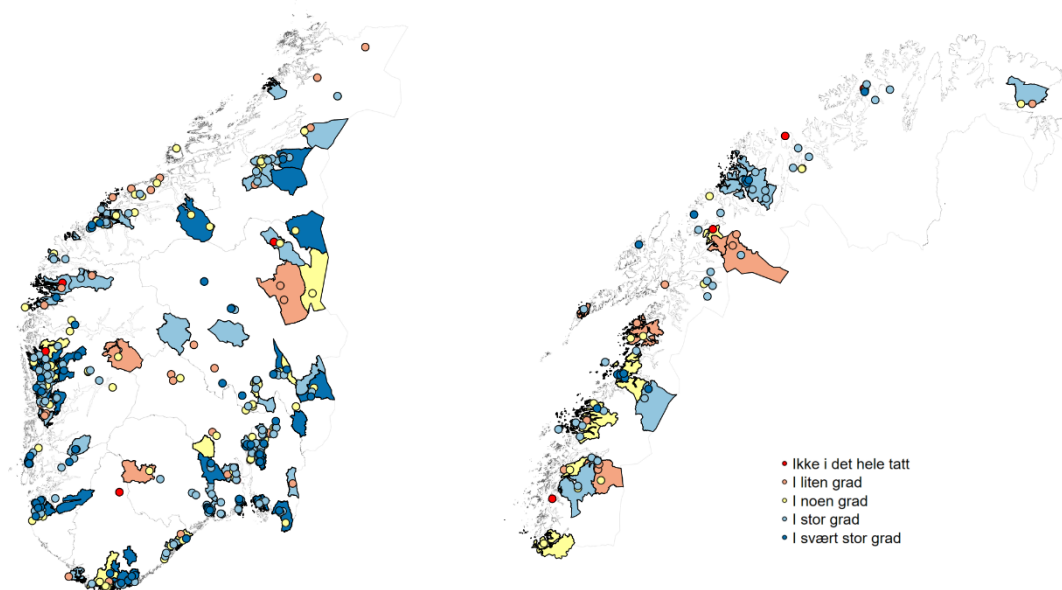 Ikke i det hele tatt
I liten grad
I noen grad
I stor grad
I svært stor grad